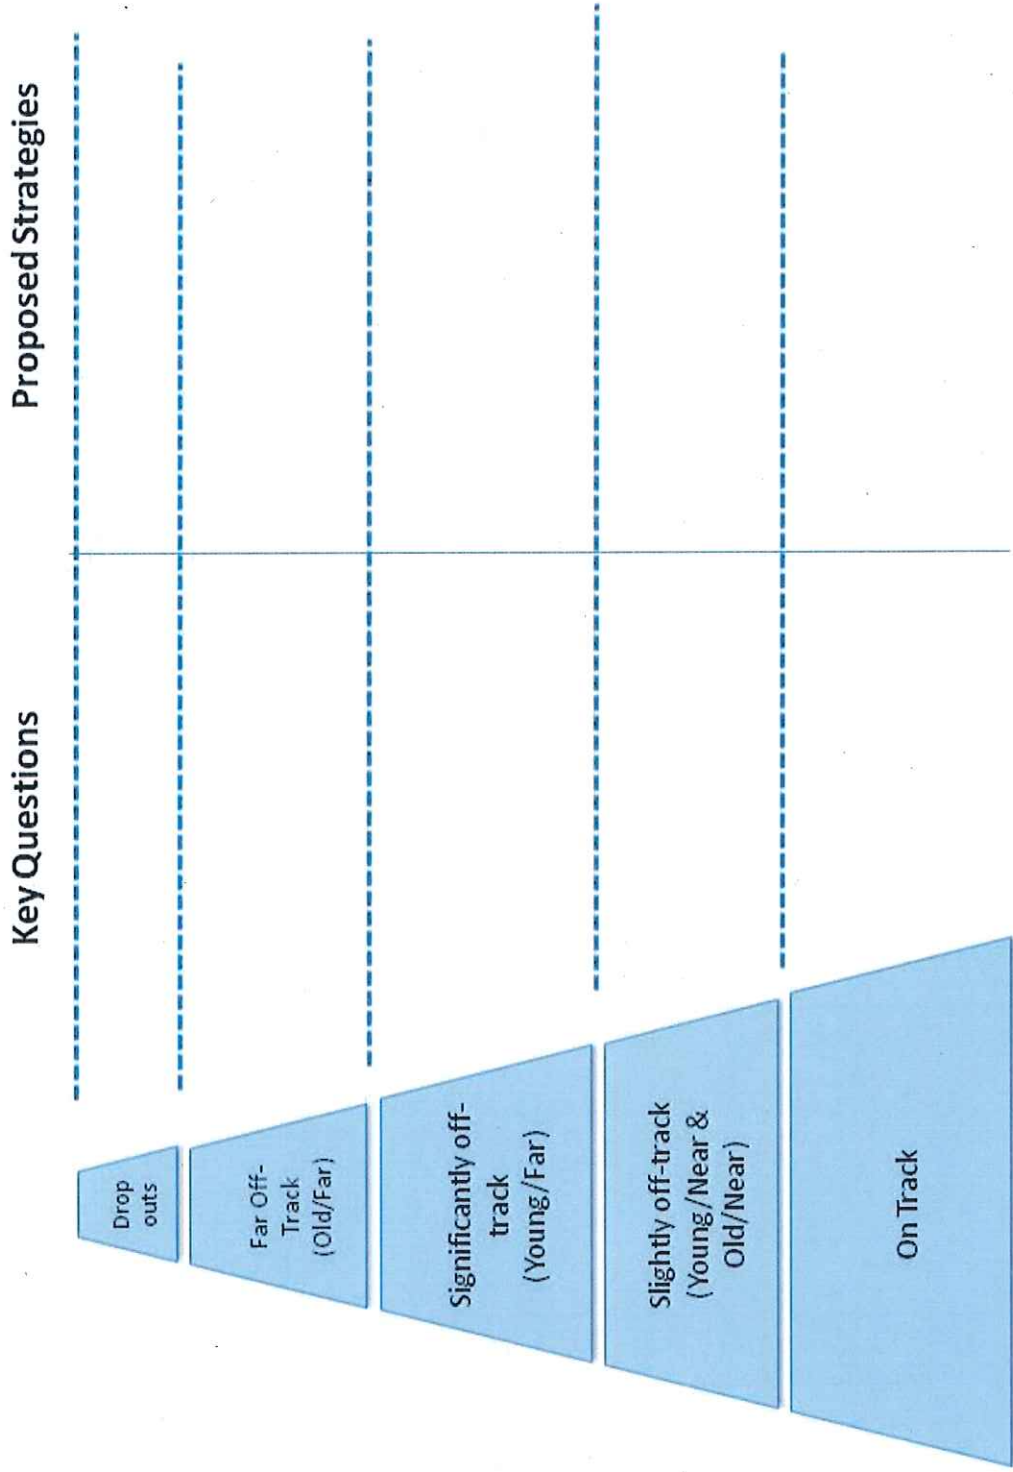 Key Questions
Proposed Strategies
Drop
outs
Far Off-
Track
(Old/Far)
Significantly off-
track
(Young/Far)
Slightly off-track
(Young/Near &
Old/Near)
On Track